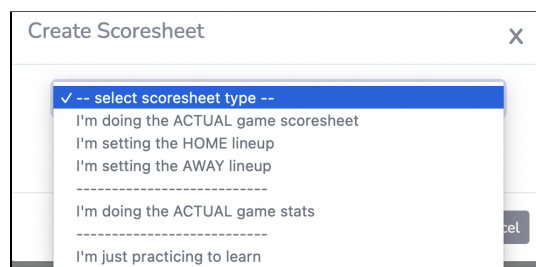 Create Scoresheet
X
✓ -- select scoresheet type --
I'm doing the ACTUAL game scoresheet
I'm setting the HOME lineup
I'm setting the AWAY lineup
---------------------------
I'm doing the ACTUAL game stats
---------------------------
I'm just practicing to learn